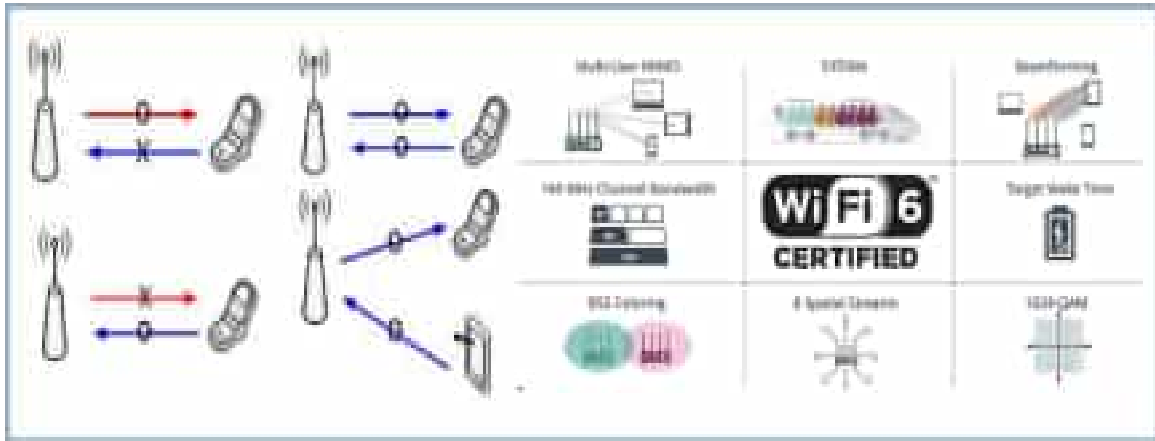 O
X
O
O
X
O
O
O
Multi-User MIMO
OFDMA
Beamforming
160 MHz Channel Bandwidth
Wi Fi 6
CERTIFIED
Target Wake Time
BSS Coloring
8 Spatial Streams
1024-QAM